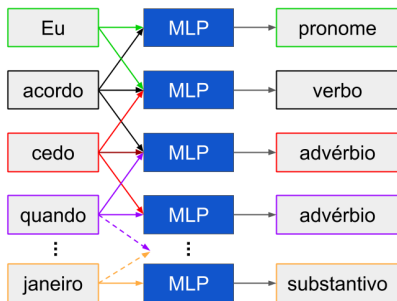 Eu MLP pronome
acordo MLP verbo
cedo MLP advérbio
quando MLP advérbio
janeiro MLP substantivo